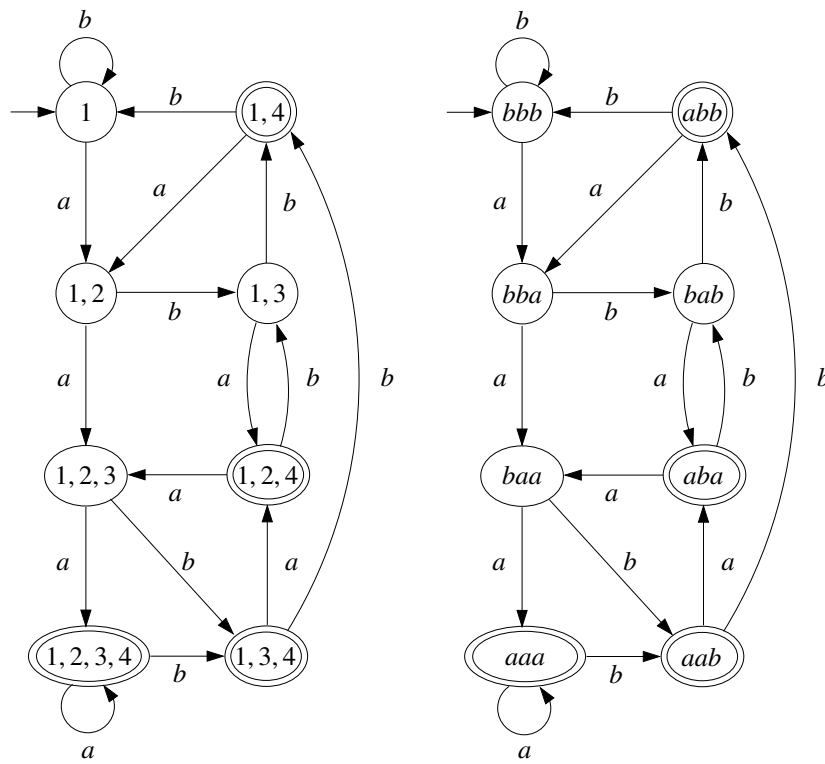 b b
1 b 1, 4 bbb b abb
a a b a a b
1, 2 b 1, 3 bba b bab
a a b b a a b b
1, 2, 3 a 1, 2, 4 baa a aba
a b a a b a
1, 2, 3, 4 b 1, 3, 4 aaa b aab
a a